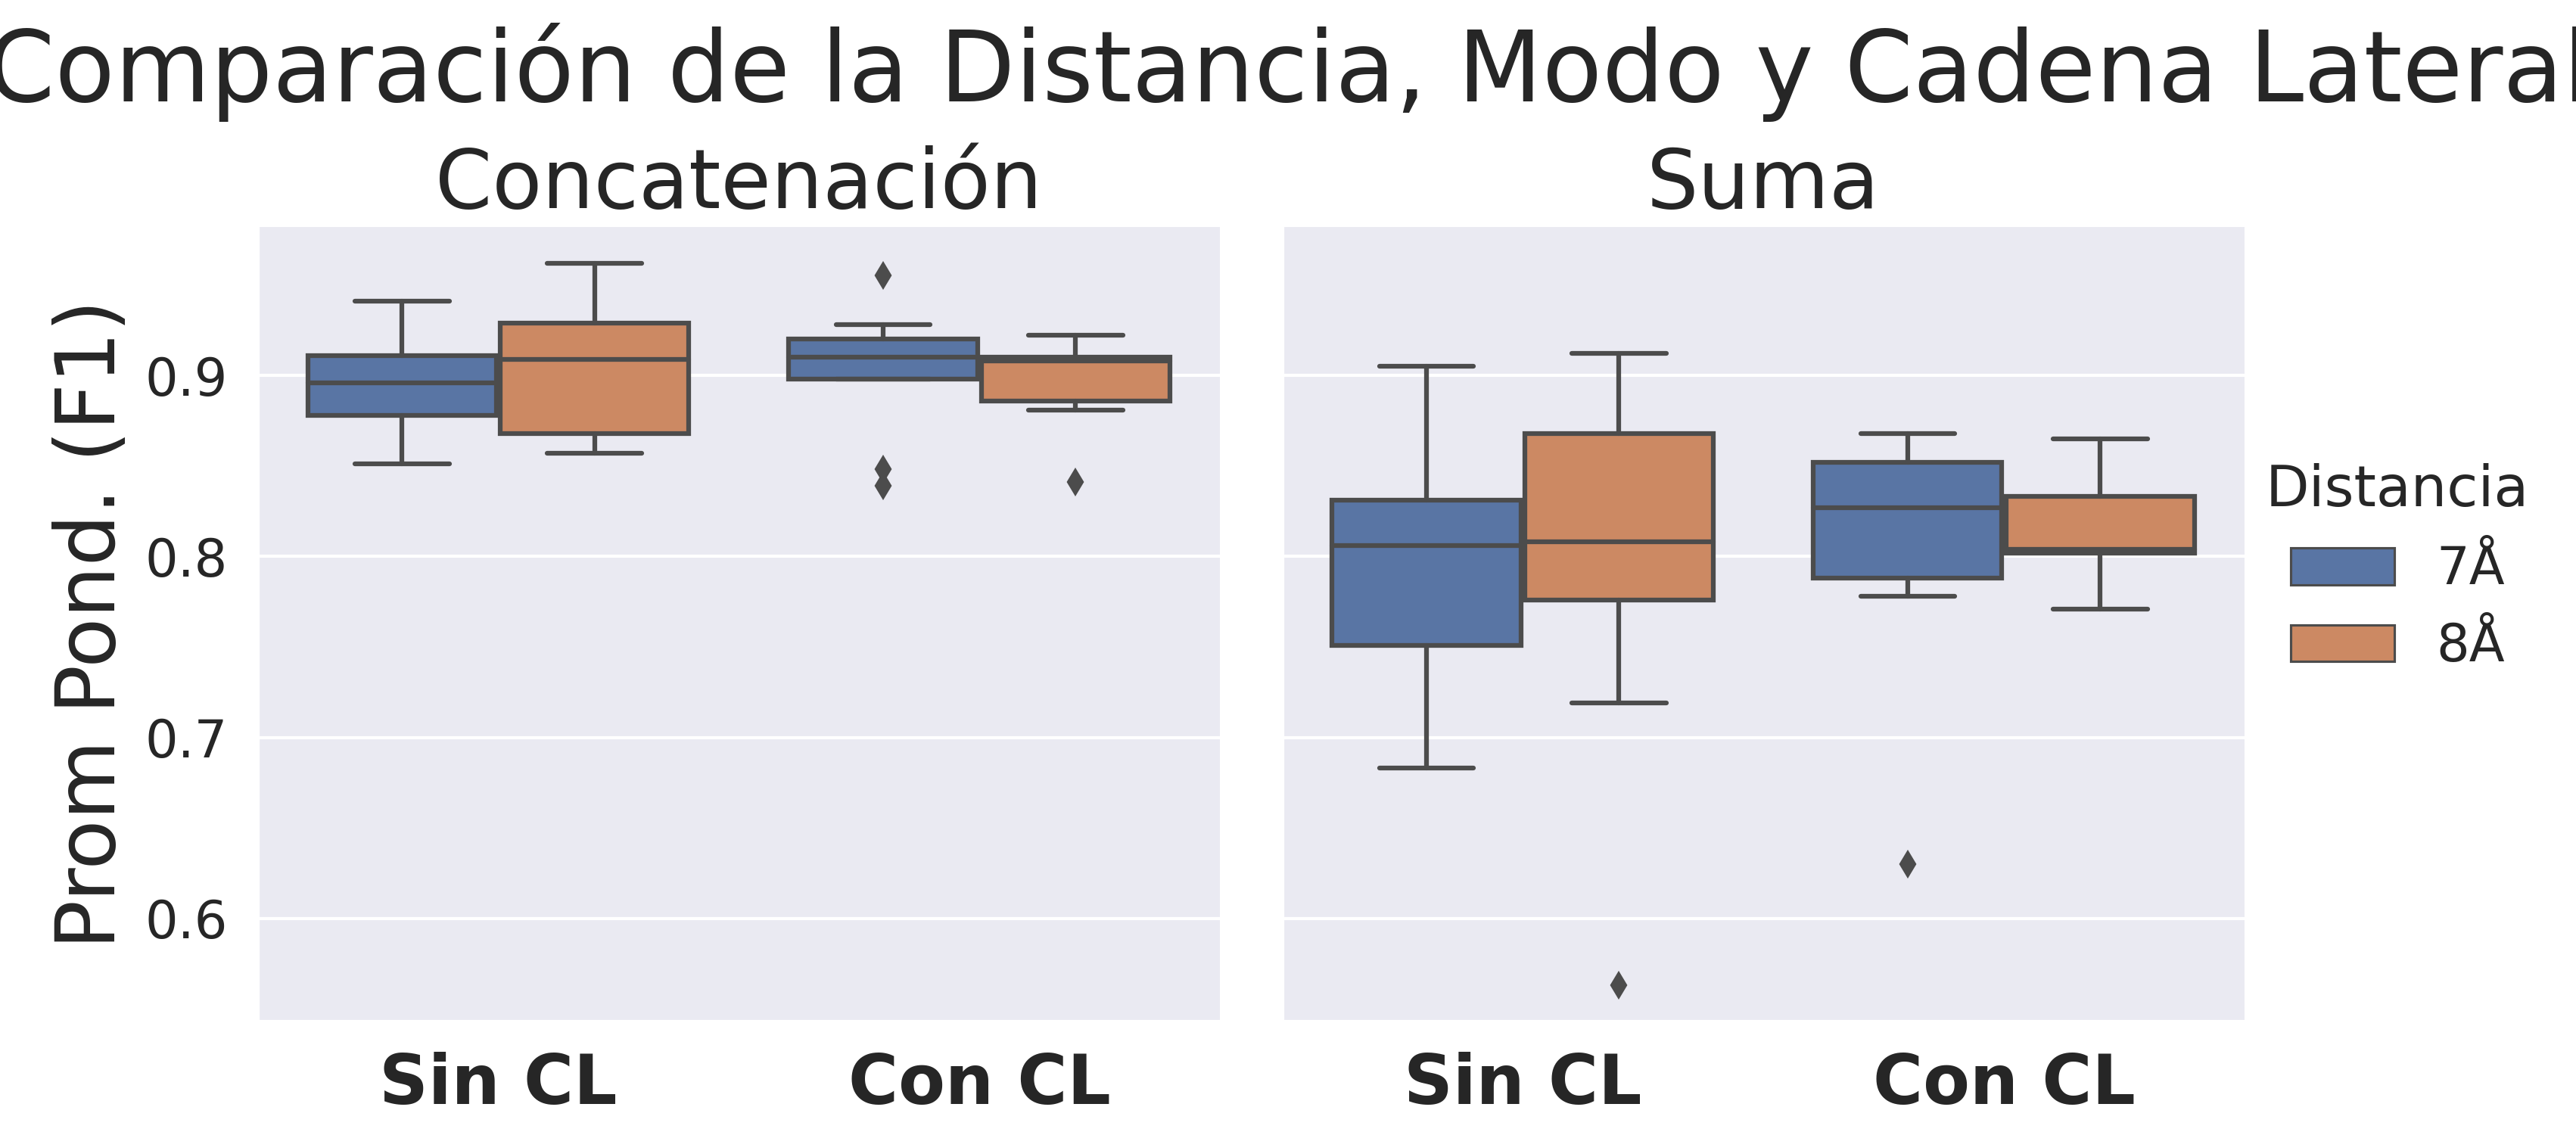 Comparación de la Distancia, Modo y Cadena Lateral
Concatenación
Suma
Prom Pond. (F1)
0.9
0.8
0.7
0.6
Sin CL
Con CL
Sin CL
Con CL
Distancia
7Å
8Å